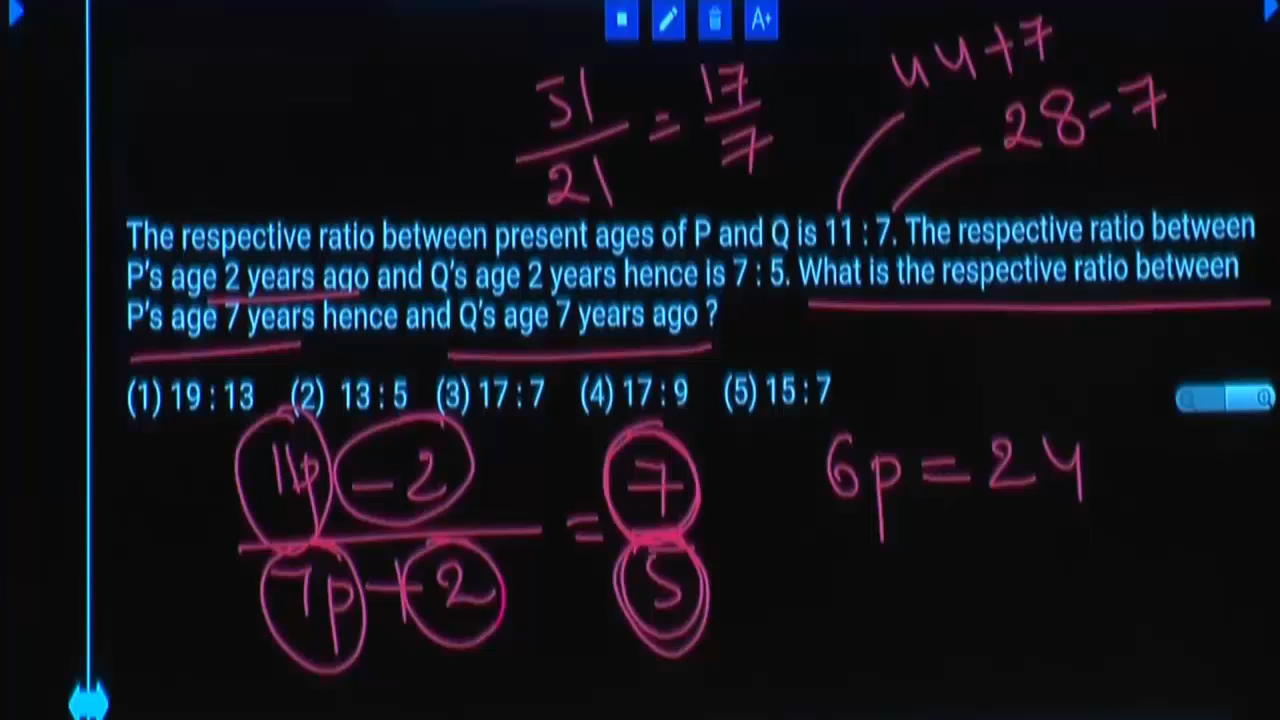 A+
44+7
51/21 = 17/7
28-7
The respective ratio between present ages of P and Q is 11 : 7. The respective ratio between
P's age 2 years ago and Q's age 2 years hence is 7 : 5. What is the respective ratio between
P's age 7 years hence and Q's age 7 years ago ?
(1) 19 : 13 (2) 13 : 5 (3) 17 : 7 (4) 17 : 9 (5) 15 : 7
11p - 2
7
6p = 24
=
7p + 2
5